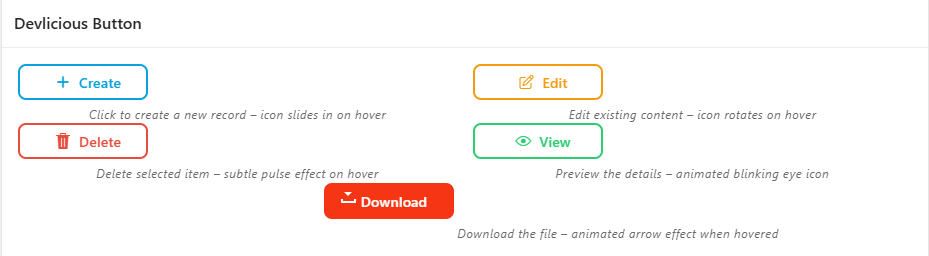 Devlicious Button
Create
Edit
Click to create a new record – icon slides in on hover
Edit existing content – icon rotates on hover
Delete
View
Delete selected item – subtle pulse effect on hover
Preview the details – animated blinking eye icon
Download
Download the file – animated arrow effect when hovered